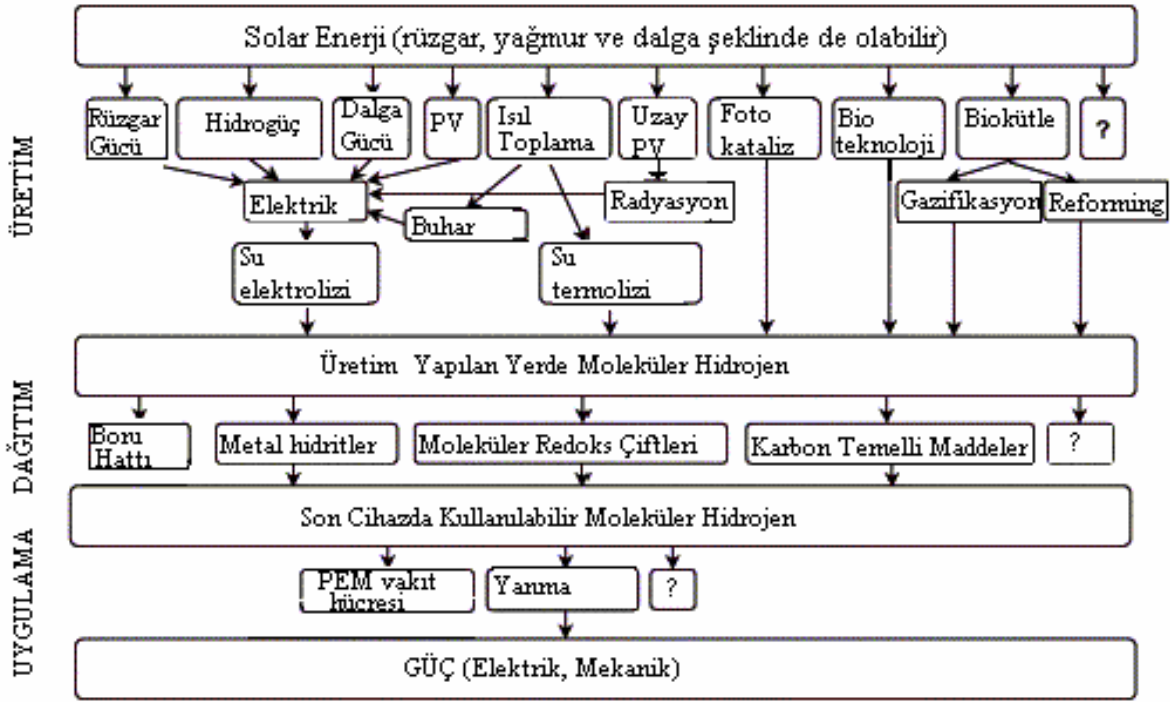 Solar Enerji (rüzgar, yağmur ve dalga şeklinde de olabilir)
ÜRETİM
Rüzgar
Gücü
Hidrogüç
Dalga
Gücü
PV
Isıl
Toplama
Uzay
PV
Foto
kataliz
Bio
teknoloji
Biokütle
?
Elektrik
Buhar
Radyasyon
Gazifikasyon
Reforming
Su
elektrolizi
Su
termolizi
Üretim Yapılan Yerde Moleküler Hidrojen
DAĞITIM
Boru
Hattı
Metal hidritler
Moleküler Redoks Çiftleri
Karbon Temelli Maddeler
?
Son Cihazda Kullanılabilir Moleküler Hidrojen
UYGULAMA
PEM vakıt
hücresi
Yanma
?
GÜÇ (Elektrik, Mekanik)